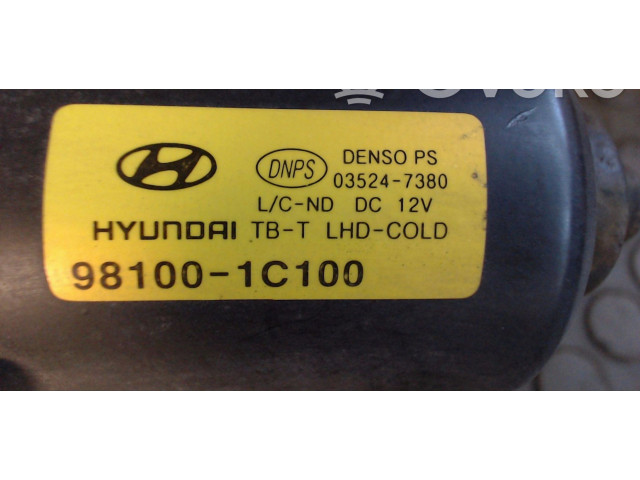 DNPS DENSO PS
03524-7380
L/C-ND DC 12V
HYUNDAI TB-T LHD-COLD
98100-1C100